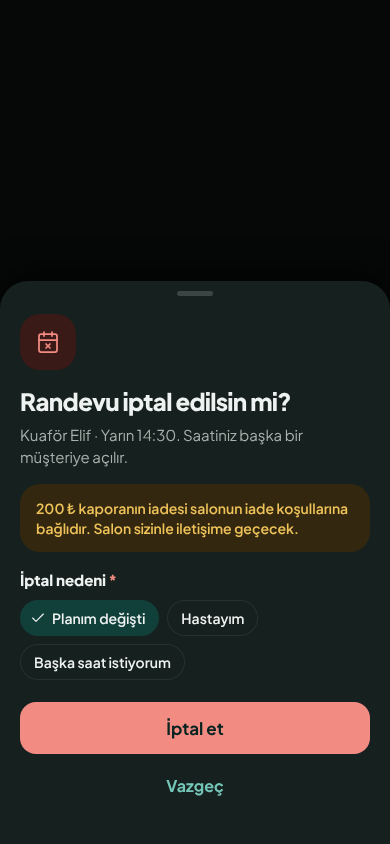 Randevu iptal edilsin mi?
Kuaför Elif · Yarın 14:30. Saatiniz başka bir
müşteriye açılır.
200 ₺ kaporanın iadesi salonun iade koşullarına
bağlıdır. Salon sizinle iletişime geçecek.
İptal nedeni *
Planım değişti
Hastayım
Başka saat istiyorum
İptal et
Vazgeç